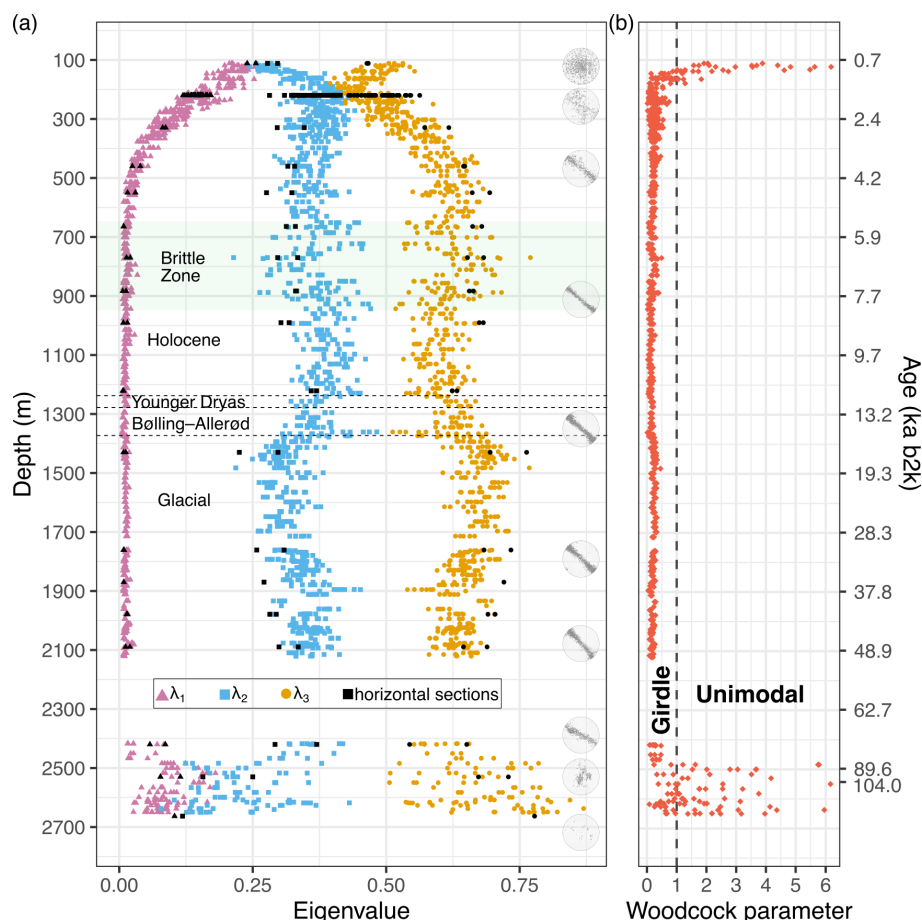 (a)
(b)
Depth (m)
100
300
500
700
900
1100
1300
1500
1700
1900
2100
2300
2500
2700
Brittle
Zone
Holocene
Younger Dryas
Bølling–Allerød
Glacial
λ1 λ2 λ3 horizontal sections
0.00 0.25 0.50 0.75
Eigenvalue
Girdle
Unimodal
0 1 2 3 4 5 6
Woodcock parameter
0.7
2.4
4.2
5.9
7.7
9.7
13.2
19.3
28.3
37.8
48.9
62.7
89.6
104.0
Age (ka b2k)